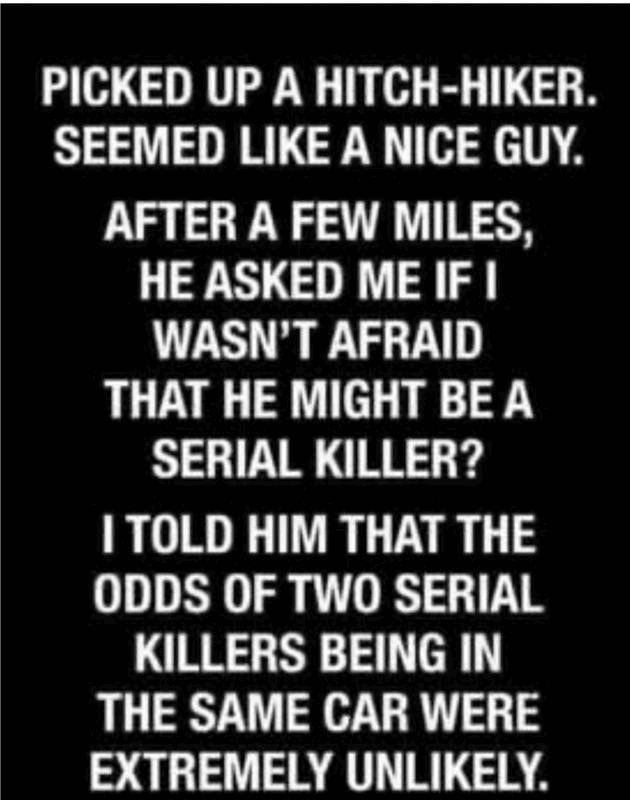 PICKED UP A HITCH-HIKER.
SEEMED LIKE A NICE GUY.
AFTER A FEW MILES,
HE ASKED ME IF I
WASN'T AFRAID
THAT HE MIGHT BE A
SERIAL KILLER?
I TOLD HIM THAT THE
ODDS OF TWO SERIAL
KILLERS BEING IN
THE SAME CAR WERE
EXTREMELY UNLIKELY.